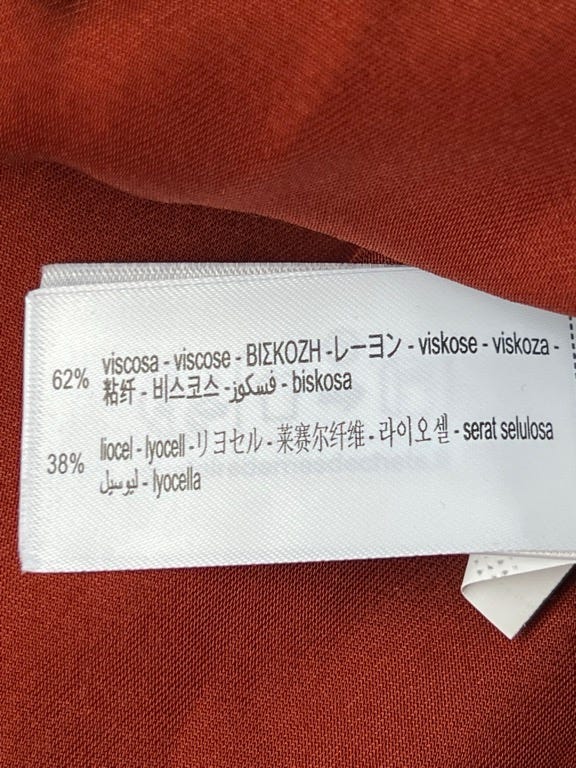 62% viscosa - viscose - ΒΙΣΚΟΖΗ -レーヨン - viskose - viskoza -
粘纤 - 비스코스 -فسكوز - biskosa
38% liocel - lyocell -リヨセル - 莱赛尔纤维 - 라이오셀 - serat selulosa
ليوسيل - lyocella